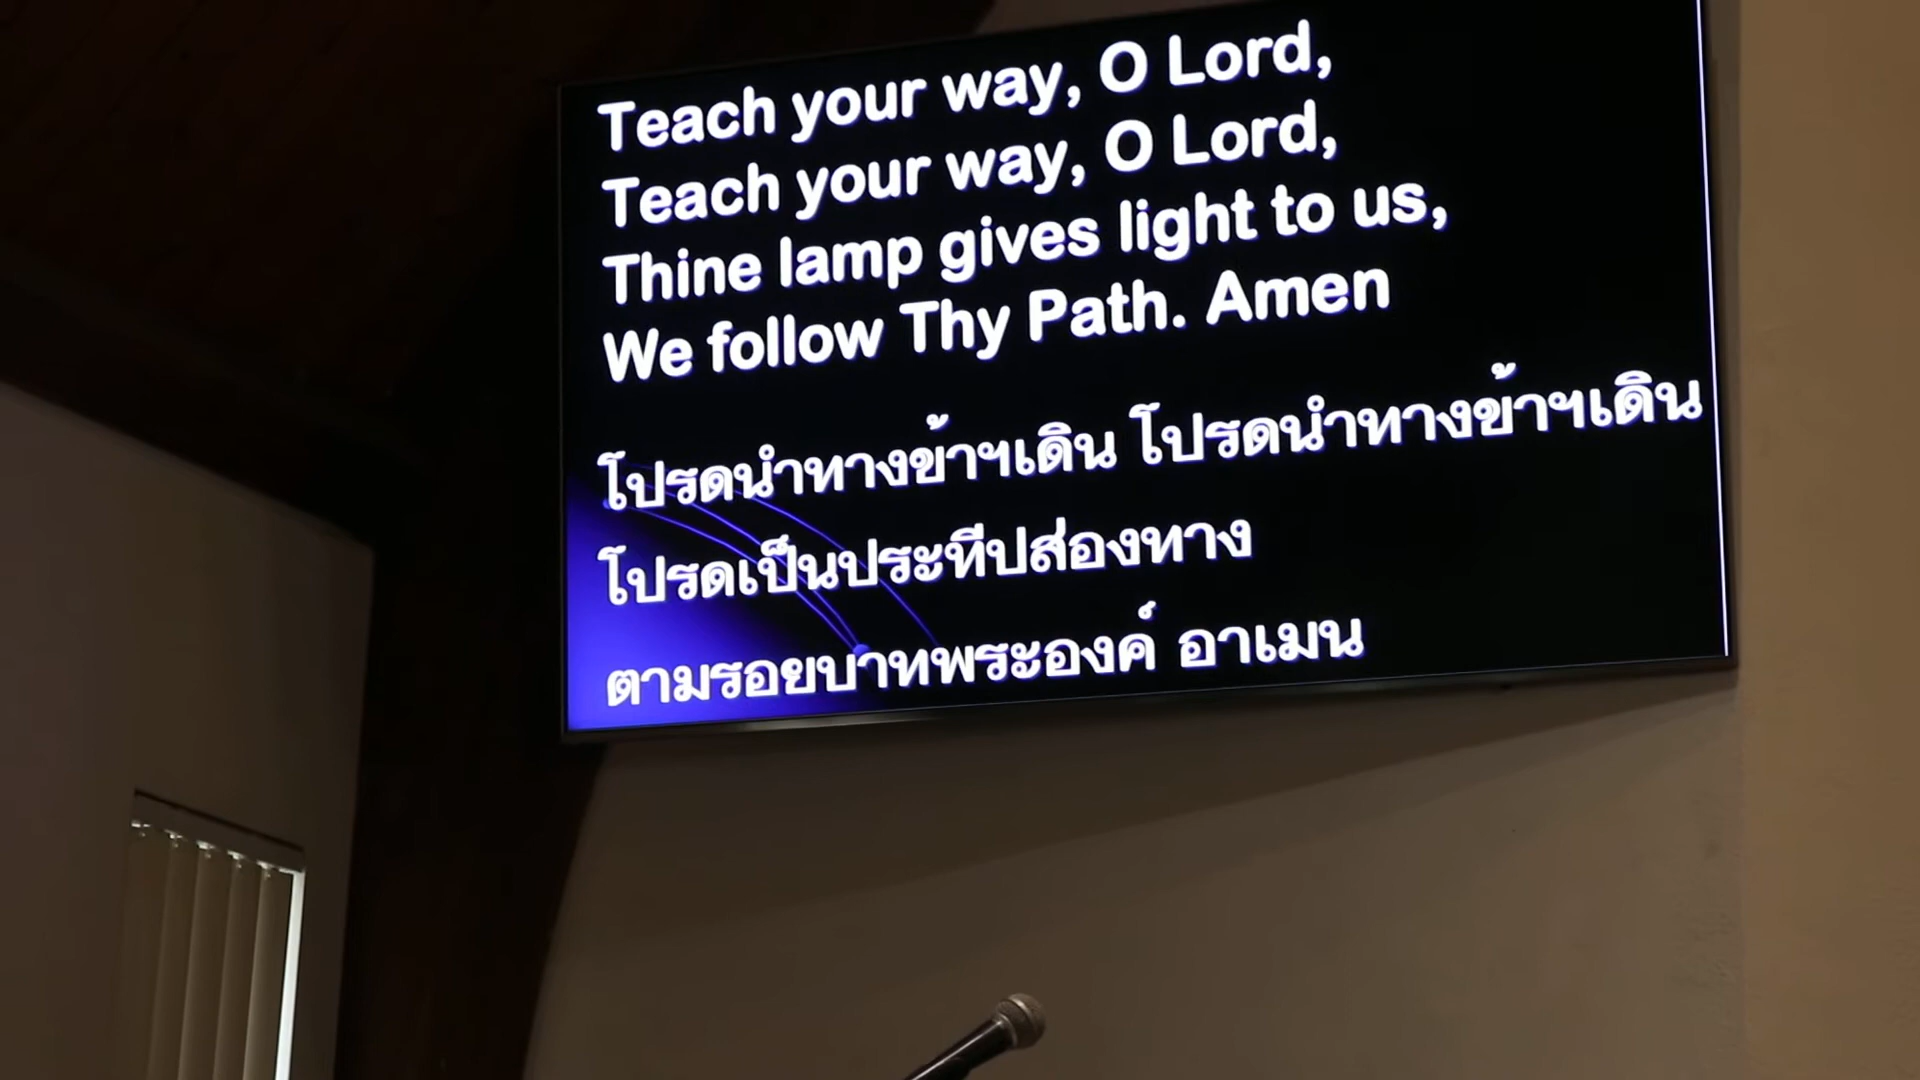 Teach your way, O Lord,
Teach your way, O Lord,
Thine lamp gives light to us,
We follow Thy Path. Amen
โปรดนำทางข้าฯเดิน โปรดนำทางข้าฯเดิน
โปรดเป็นประทีปส่องทาง
ตามรอยบาทพระองค์ อาเมน